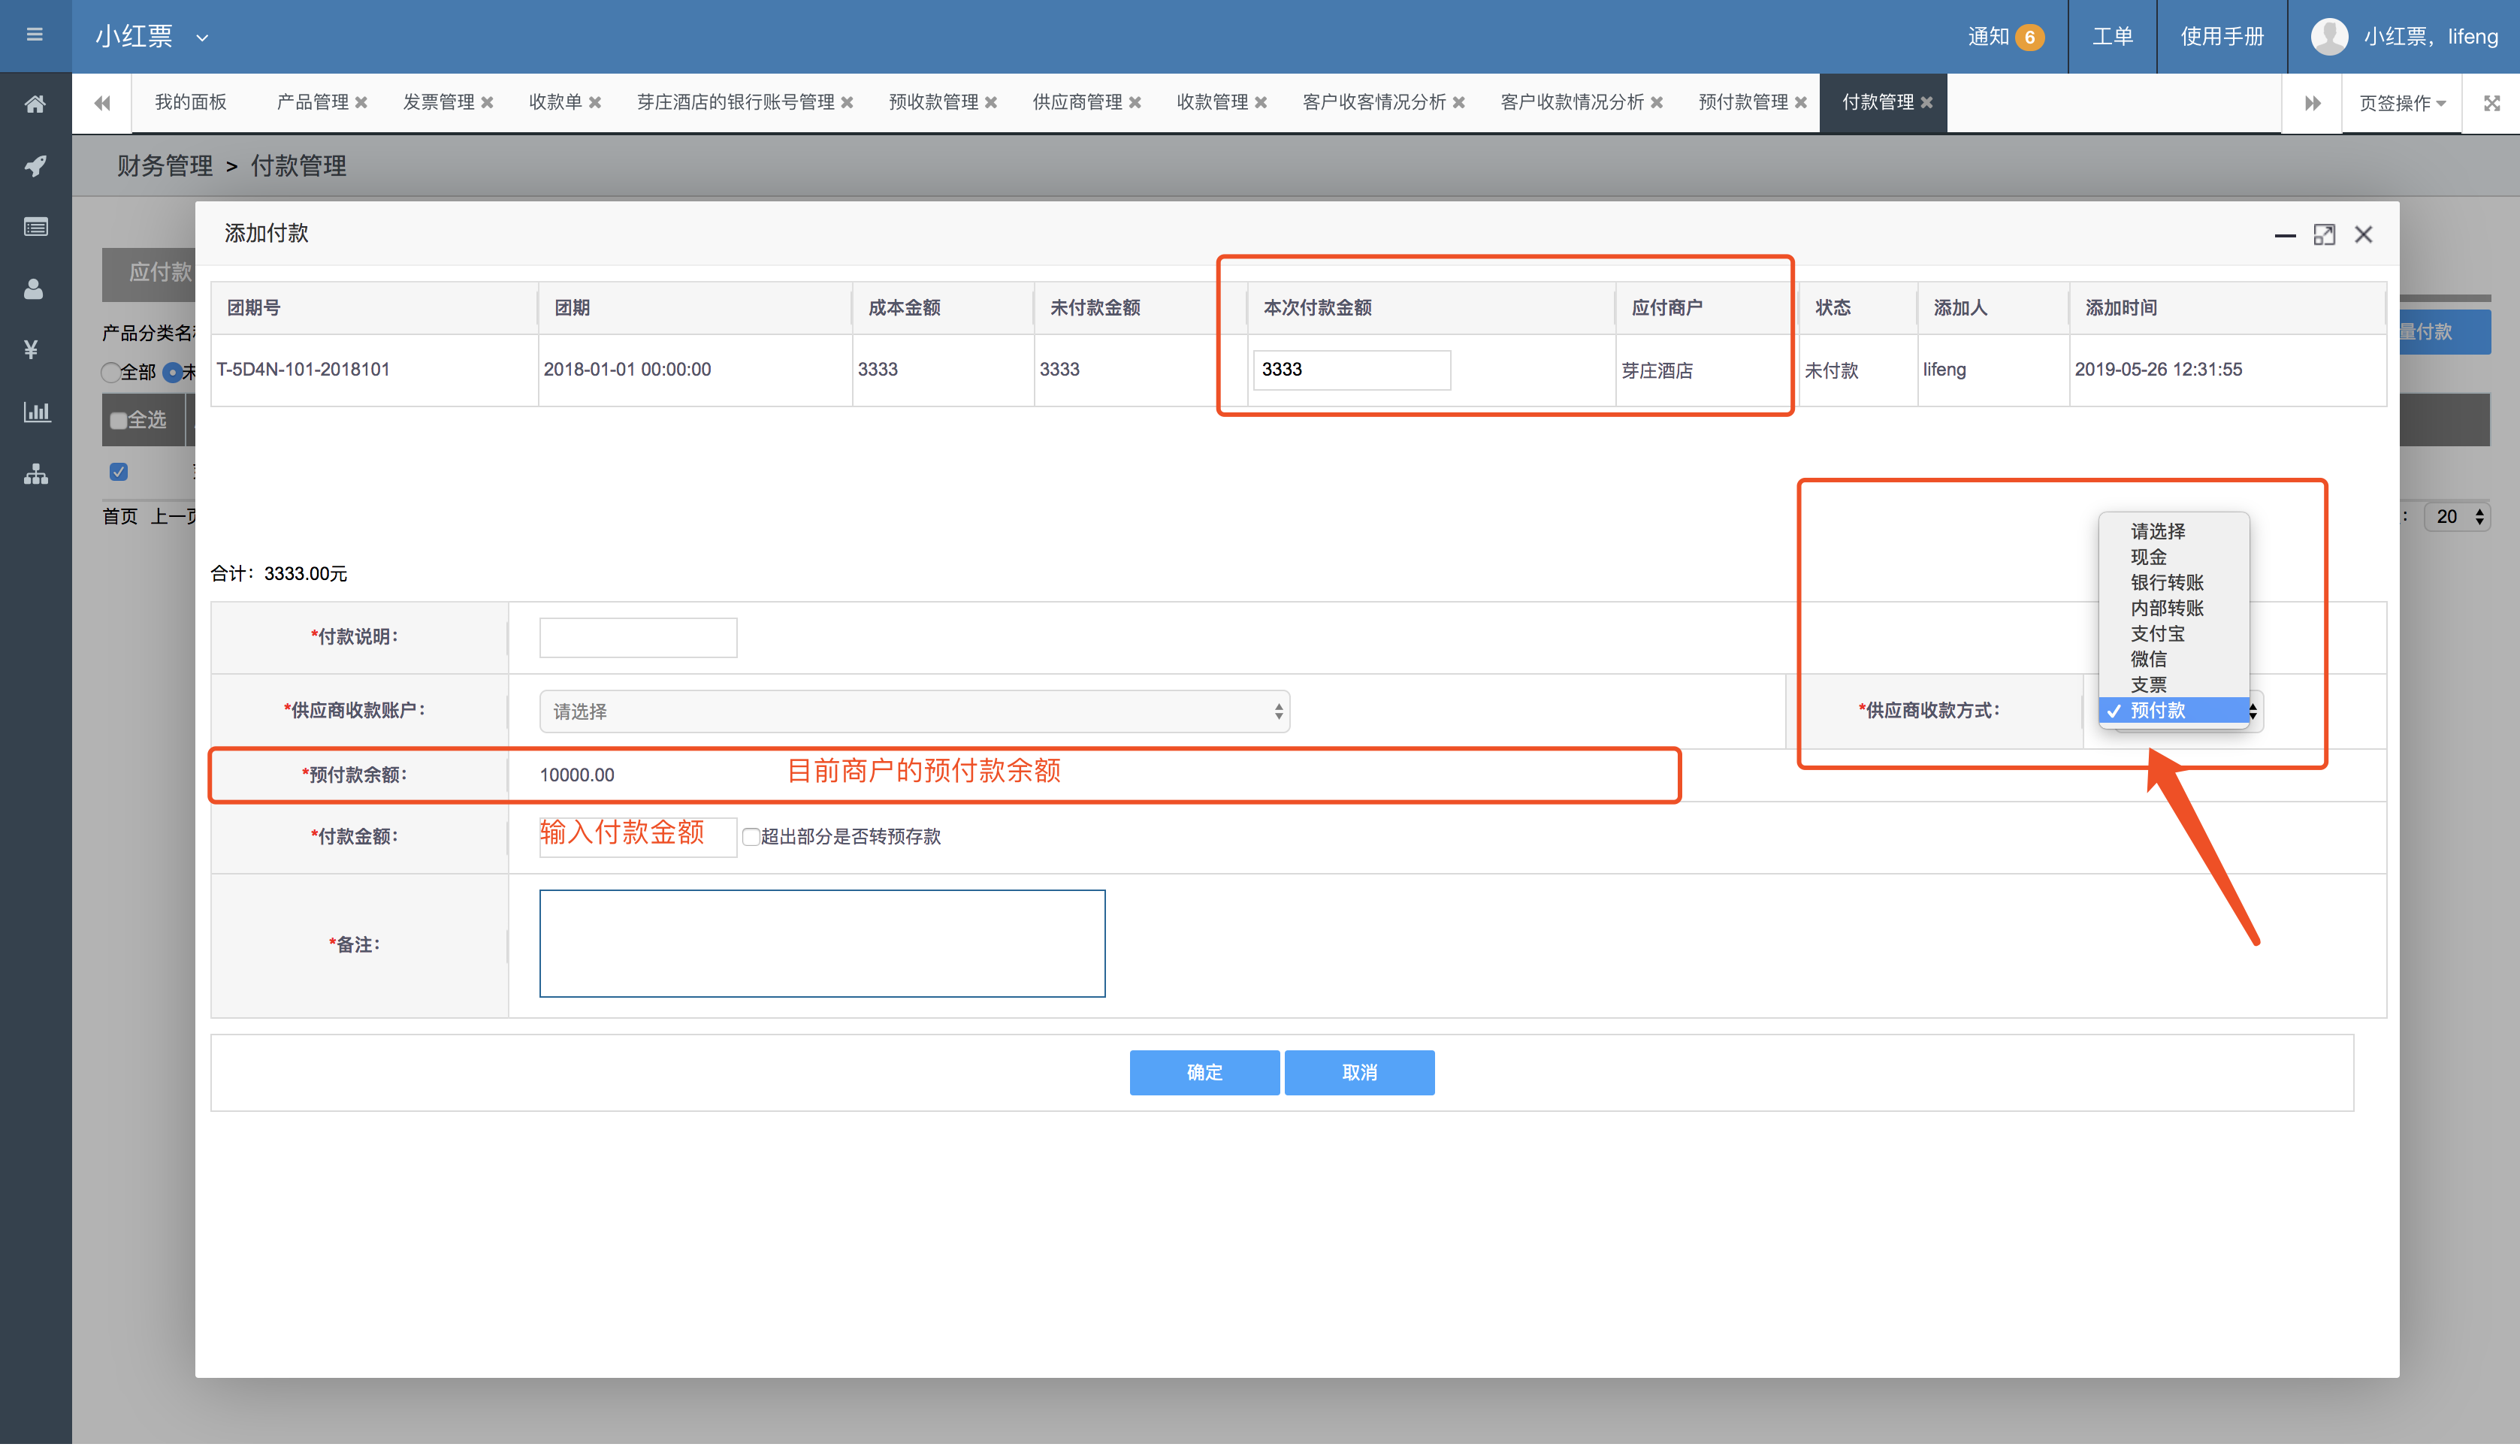 小红票
通知 6 工单 使用手册 小红票，lifeng
我的面板 产品管理 发票管理 收款单 芽庄酒店的银行账号管理 预收款管理 供应商管理 收款管理 客户收客情况分析 客户收款情况分析 预付款管理 付款管理 页签操作
财务管理 > 付款管理
添加付款
应付款
团期号 团期 成本金额 未付款金额 本次付款金额 应付商户 状态 添加人 添加时间
产品分类名
量付款
T-5D4N-101-2018101 2018-01-01 00:00:00 3333 3333 3333 芽庄酒店 未付款 lifeng 2019-05-26 12:31:55
全部
全选
首页 上一
: 20
请选择
现金
银行转账
内部转账
支付宝
微信
支票
预付款
合计：3333.00元
*付款说明：
*供应商收款账户： 请选择 *供应商收款方式：
*预付款余额： 10000.00 目前商户的预付款余额
*付款金额： 输入付款金额 超出部分是否转预存款
*备注：
确定 取消